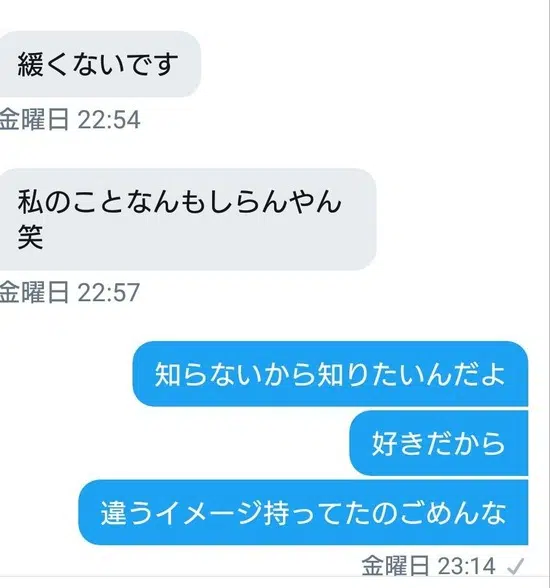 緩くないです
金曜日 22:54
私のことなんもしらんやん
笑
金曜日 22:57
知らないから知りたいんだよ
好きだから
違うイメージ持ってたのごめんな
金曜日 23:14 ✓